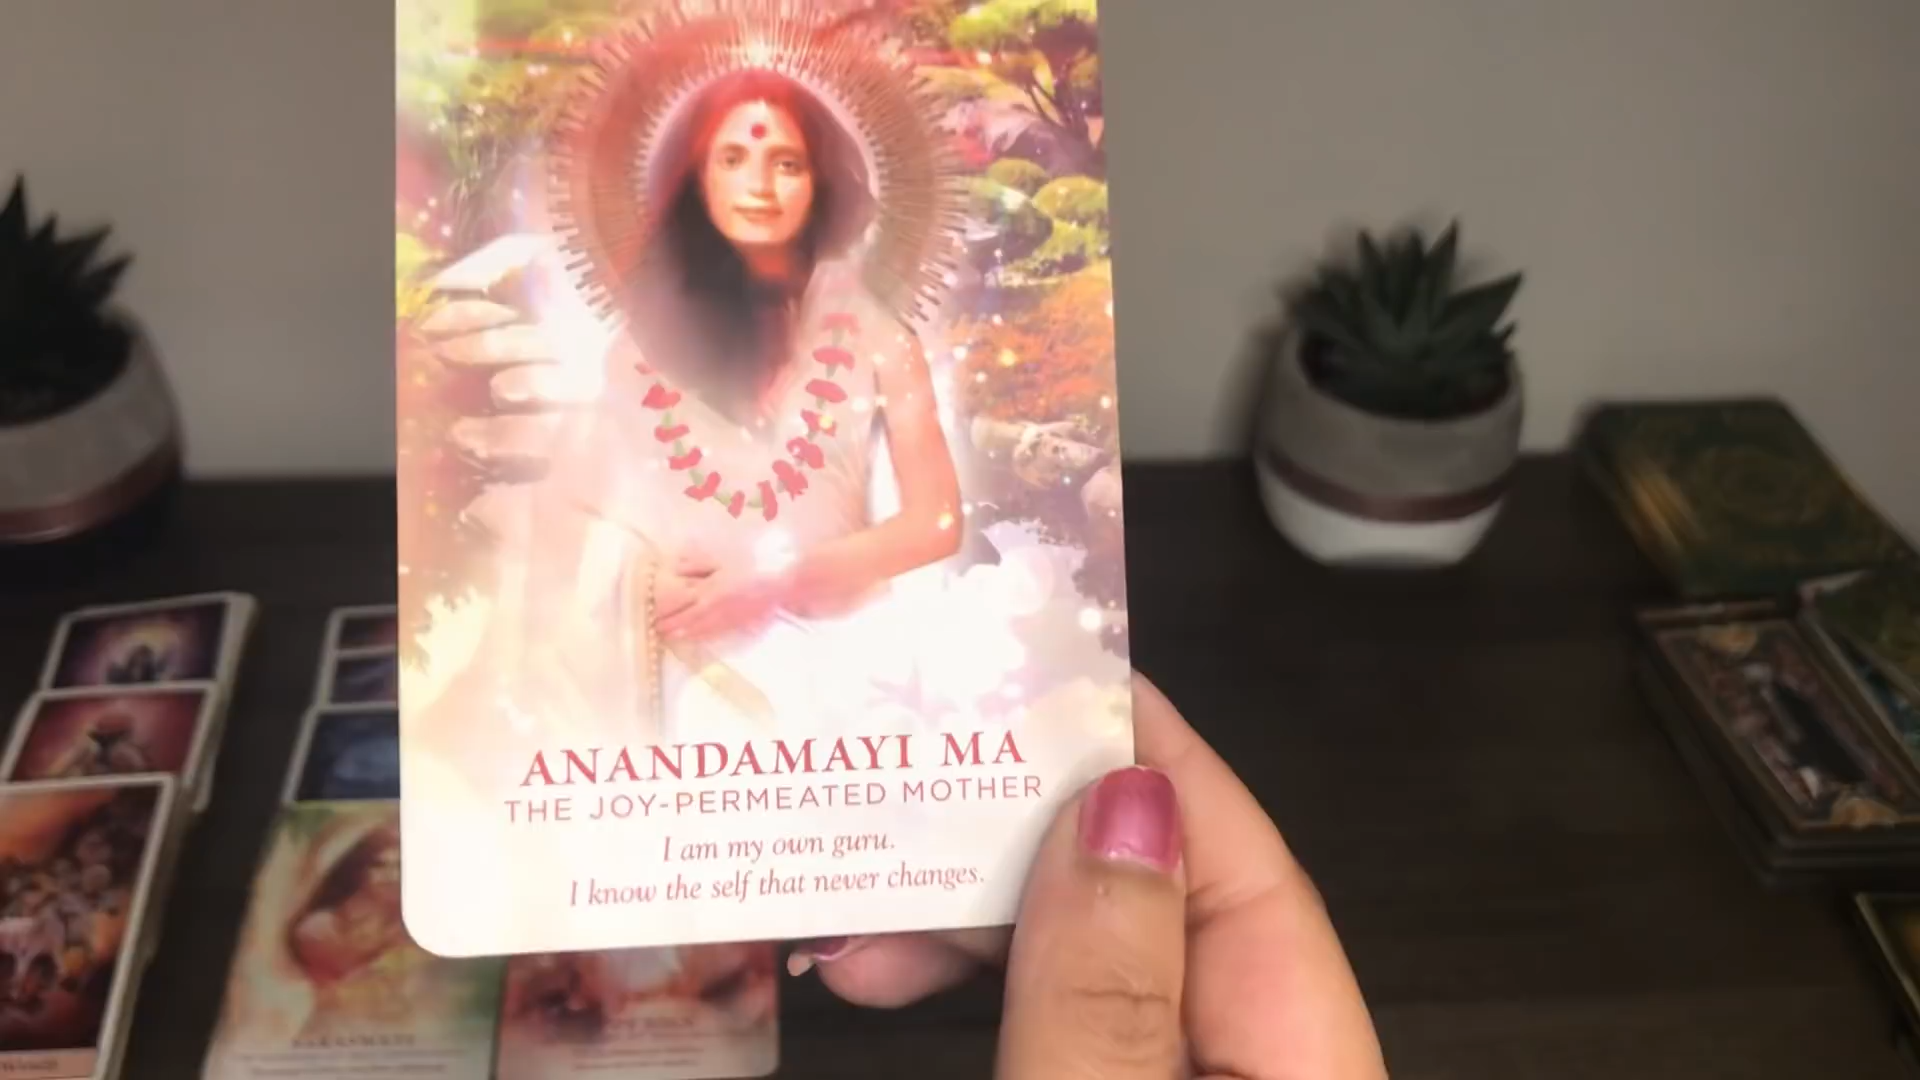 ANANDAMAYI MA
THE JOY-PERMEATED MOTHER
I am my own guru.
I know the self that never changes.